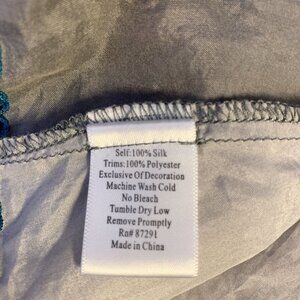 Self:100% Silk
Trims:100% Polyester
Exclusive Of Decoration
Machine Wash Cold
No Bleach
Tumble Dry Low
Remove Promptly
Rn# 87291
Made in China